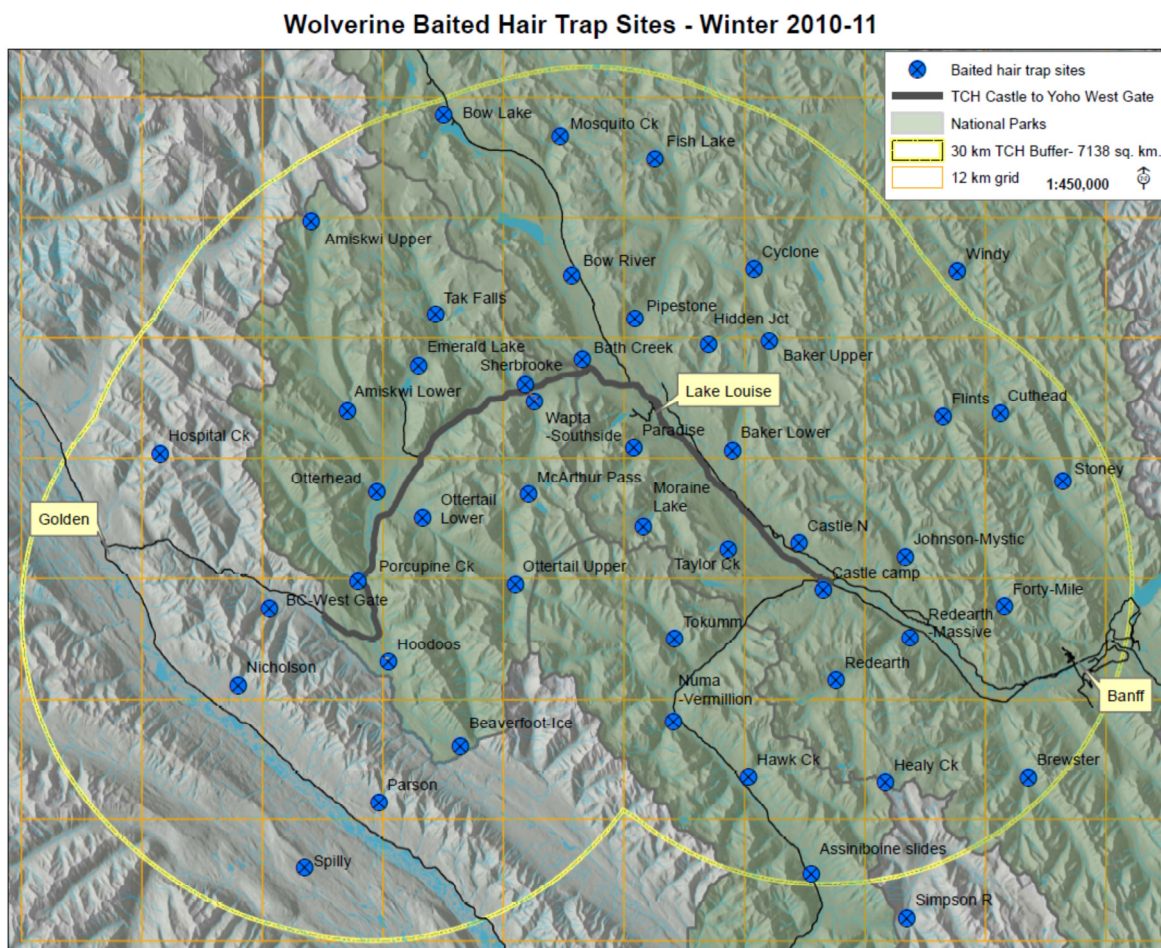 Wolverine Baited Hair Trap Sites - Winter 2010-11
Baited hair trap sites
TCH Castle to Yoho West Gate
National Parks
30 km TCH Buffer- 7138 sq. km.
12 km grid
1:450,000
Bow Lake
Mosquito Ck
Fish Lake
Amiskwi Upper
Bow River
Cyclone
Windy
Tak Falls
Pipestone
Hidden Jct
Baker Upper
Emerald Lake
Sherbrooke
Bath Creek
Amiskwi Lower
Lake Louise
Wapta
-Southside
Paradise
Baker Lower
Flints
Cuthead
Hospital Ck
Stoney
Otterhead
McArthur Pass
Moraine
Lake
Ottertail
Lower
Golden
Castle N
Johnson-Mystic
Taylor Ck
Porcupine Ck
Ottertail Upper
Castle camp
BC-West Gate
Forty-Mile
Redearth
-Massive
Tokumm
Hoodoos
Nicholson
Redearth
Numa
-Vermillion
Banff
Beaverfoot-Ice
Hawk Ck
Healy Ck
Brewster
Parson
Spilly
Assiniboine slides
Simpson R